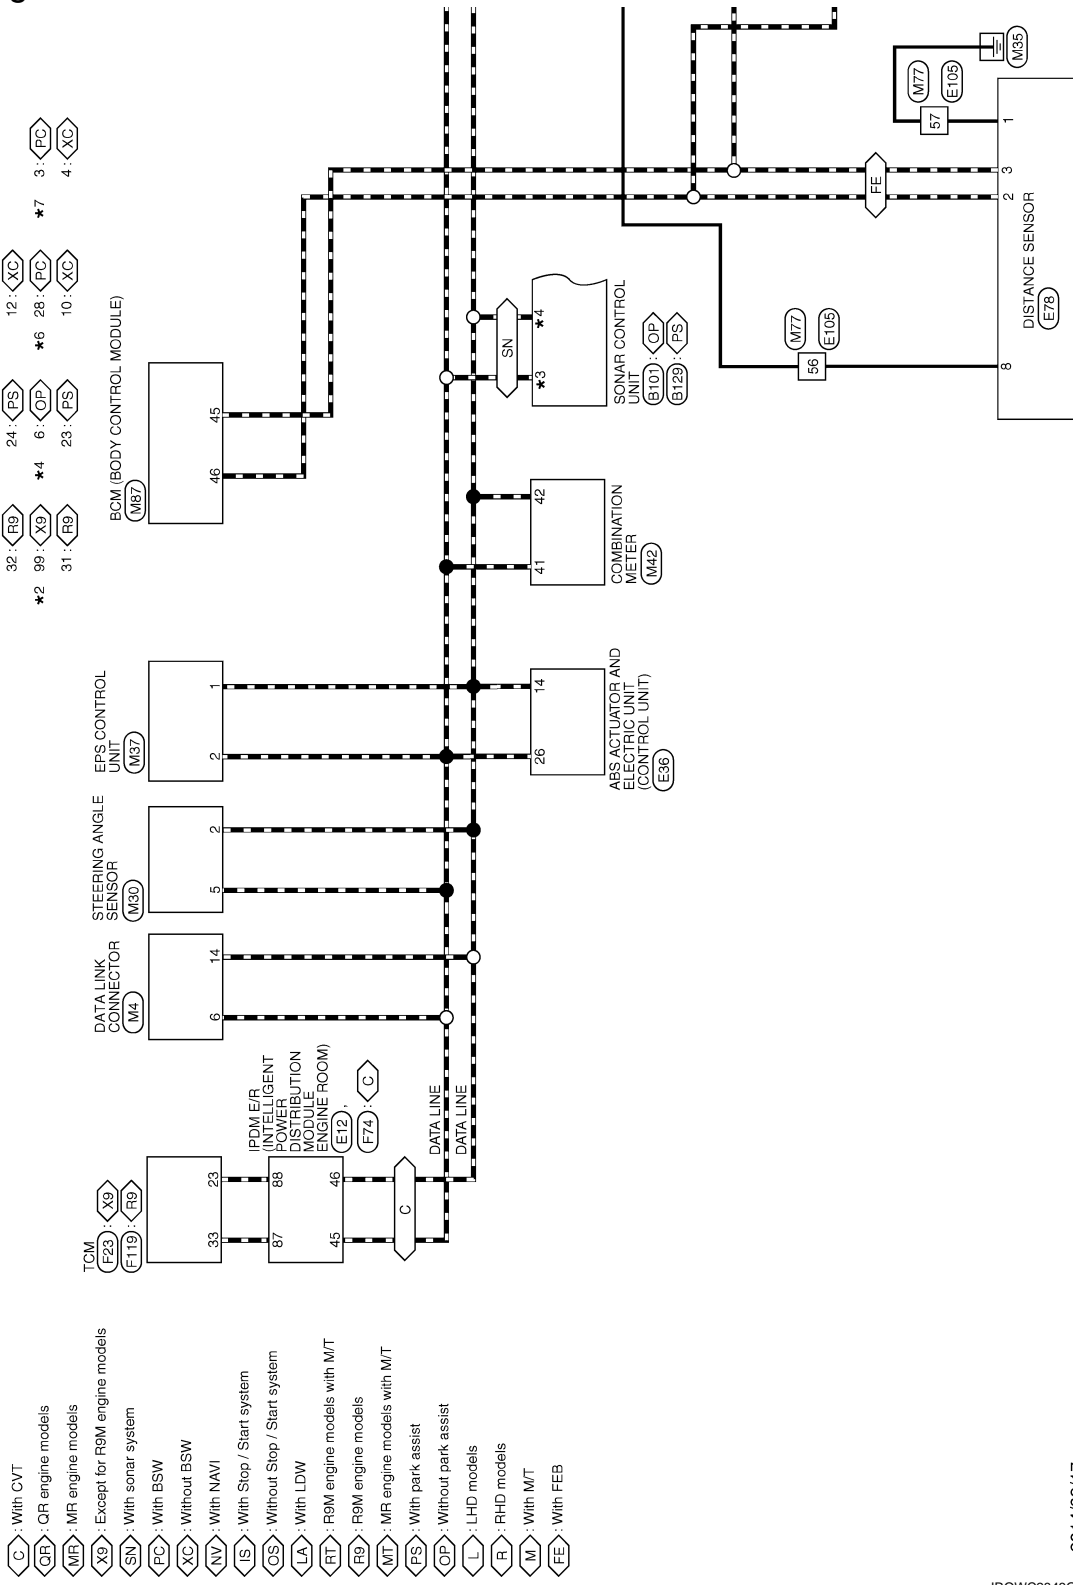 C : With CVT
QR : QR engine models
MR : MR engine models
X9 : Except for R9M engine models
SN : With sonar system
PC : With BSW
XC : Without BSW
NV : With NAVI
IS : With Stop / Start system
OS : Without Stop / Start system
LA : With LDW
RT : R9M engine models with M/T
R9 : R9M engine models
MT : MR engine models with M/T
PS : With park assist
OP : Without park assist
L : LHD models
R : RHD models
M : With M/T
FE : With FEB
32 : R9
★2 99 : X9
31 : R9
24 : PS
★4 6 : OP
23 : PS
12 : XC
★6 28 : PC
10 : XC
★7 3 : PC
4 : XC
TCM
F23 : X9
F119 : R9
33 23
IPDM E/R
(INTELLIGENT
POWER
DISTRIBUTION
MODULE
ENGINE ROOM)
E12 ,
F74 : C
87 88
45 46
C
DATA LINE
DATA LINE
DATA LINK
CONNECTOR
M4
6 14
STEERING ANGLE
SENSOR
M30
5 2
EPS CONTROL
UNIT
M37
2 1
BCM (BODY CONTROL MODULE)
M87
46 45
26 14
ABS ACTUATOR AND
ELECTRIC UNIT
(CONTROL UNIT)
E36
41 42
COMBINATION
METER
M42
SN
★3 ★4
SONAR CONTROL
UNIT
B101 : OP
B129 : PS
M77
E105
56
FE
M77
E105
57
M35
8 2 3 1
DISTANCE SENSOR
E78